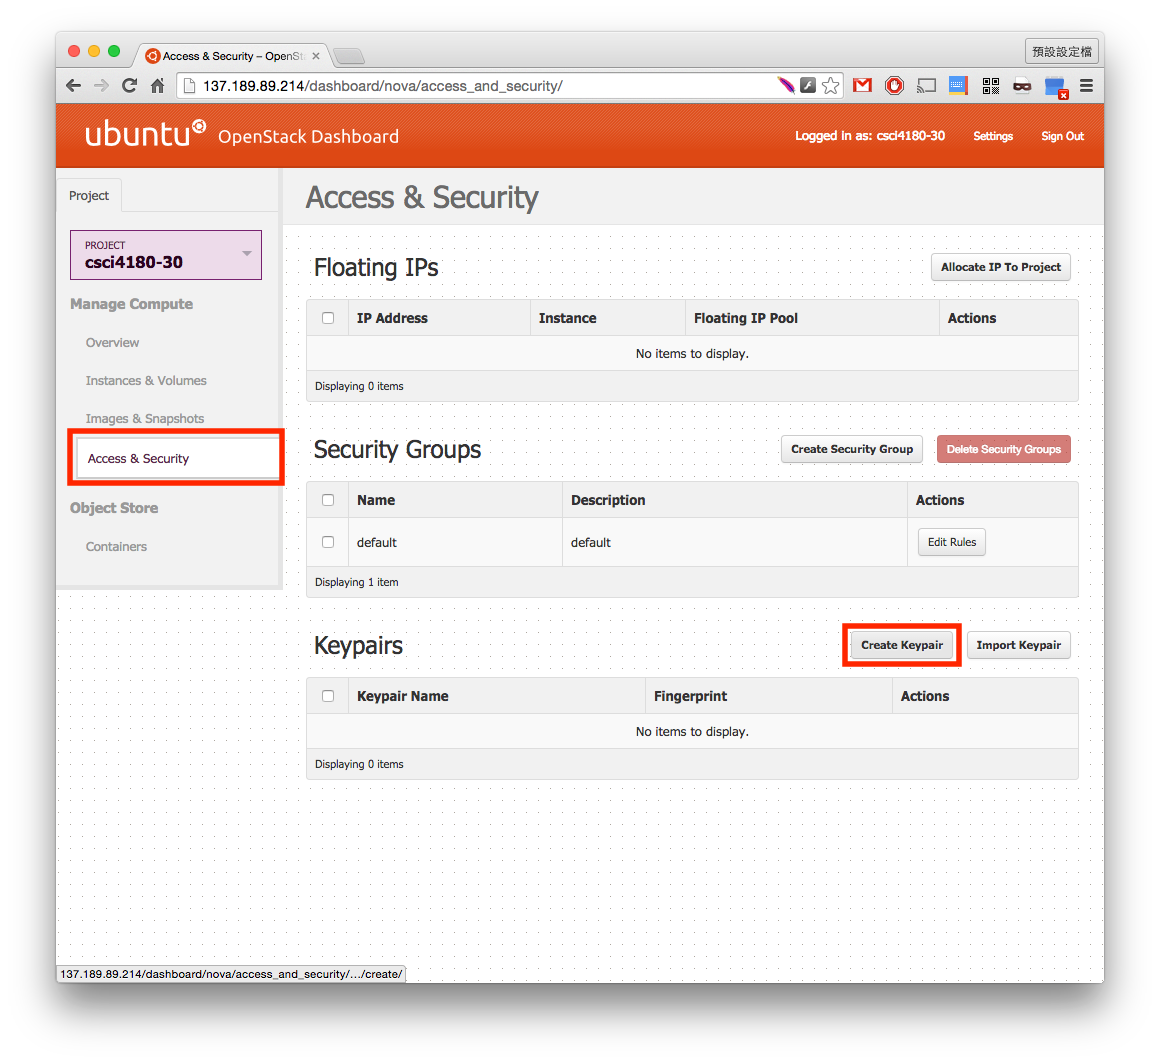 Access & Security – OpenSt
預設設定檔
137.189.89.214/dashboard/nova/access_and_security/
ubuntu OpenStack Dashboard
Logged in as: csci4180-30
Settings
Sign Out
Project
PROJECT
csci4180-30
Manage Compute
Overview
Instances & Volumes
Images & Snapshots
Access & Security
Object Store
Containers
Access & Security
Floating IPs
Allocate IP To Project
IP Address Instance Floating IP Pool Actions
No items to display.
Displaying 0 items
Security Groups
Create Security Group
Delete Security Groups
Name Description Actions
default default Edit Rules
Displaying 1 item
Keypairs
Create Keypair
Import Keypair
Keypair Name Fingerprint Actions
No items to display.
Displaying 0 items
137.189.89.214/dashboard/nova/access_and_security/…/create/